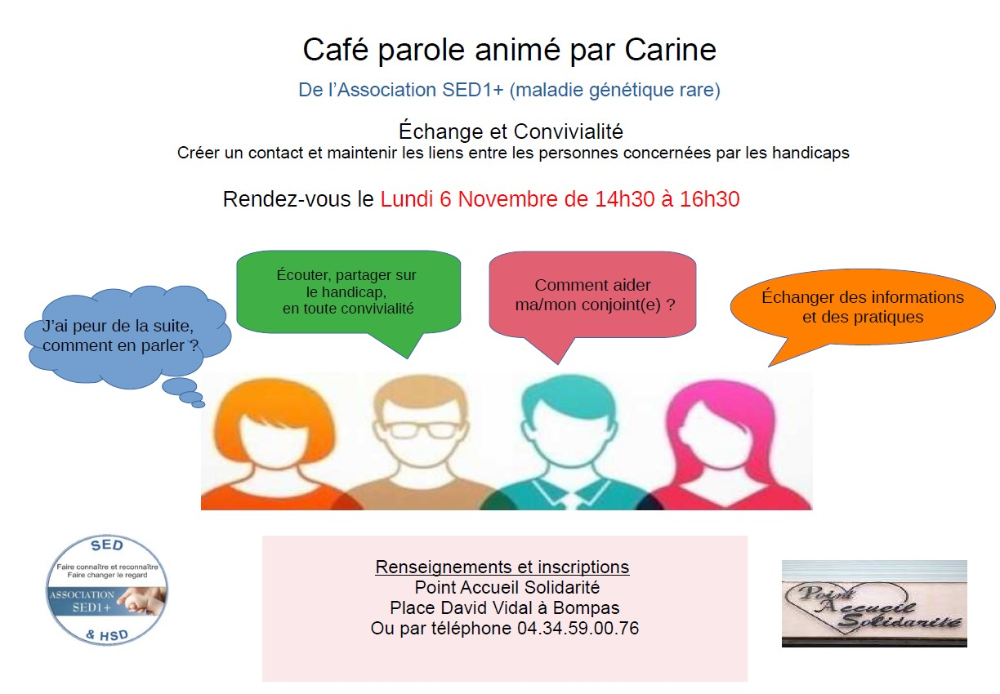 Café parole animé par Carine
De l’Association SED1+ (maladie génétique rare)
Échange et Convivialité
Créer un contact et maintenir les liens entre les personnes concernées par les handicaps
Rendez-vous le Lundi 6 Novembre de 14h30 à 16h30
J’ai peur de la suite,
comment en parler ?
Écouter, partager sur
le handicap,
en toute convivialité
Comment aider
ma/mon conjoint(e) ?
Échanger des informations
et des pratiques
SED
Faire connaître et reconnaître
Faire changer le regard
ASSOCIATION
SED1+
& HSD
Renseignements et inscriptions
Point Accueil Solidarité
Place David Vidal à Bompas
Ou par téléphone 04.34.59.00.76
Point
Accueil
Solidarité